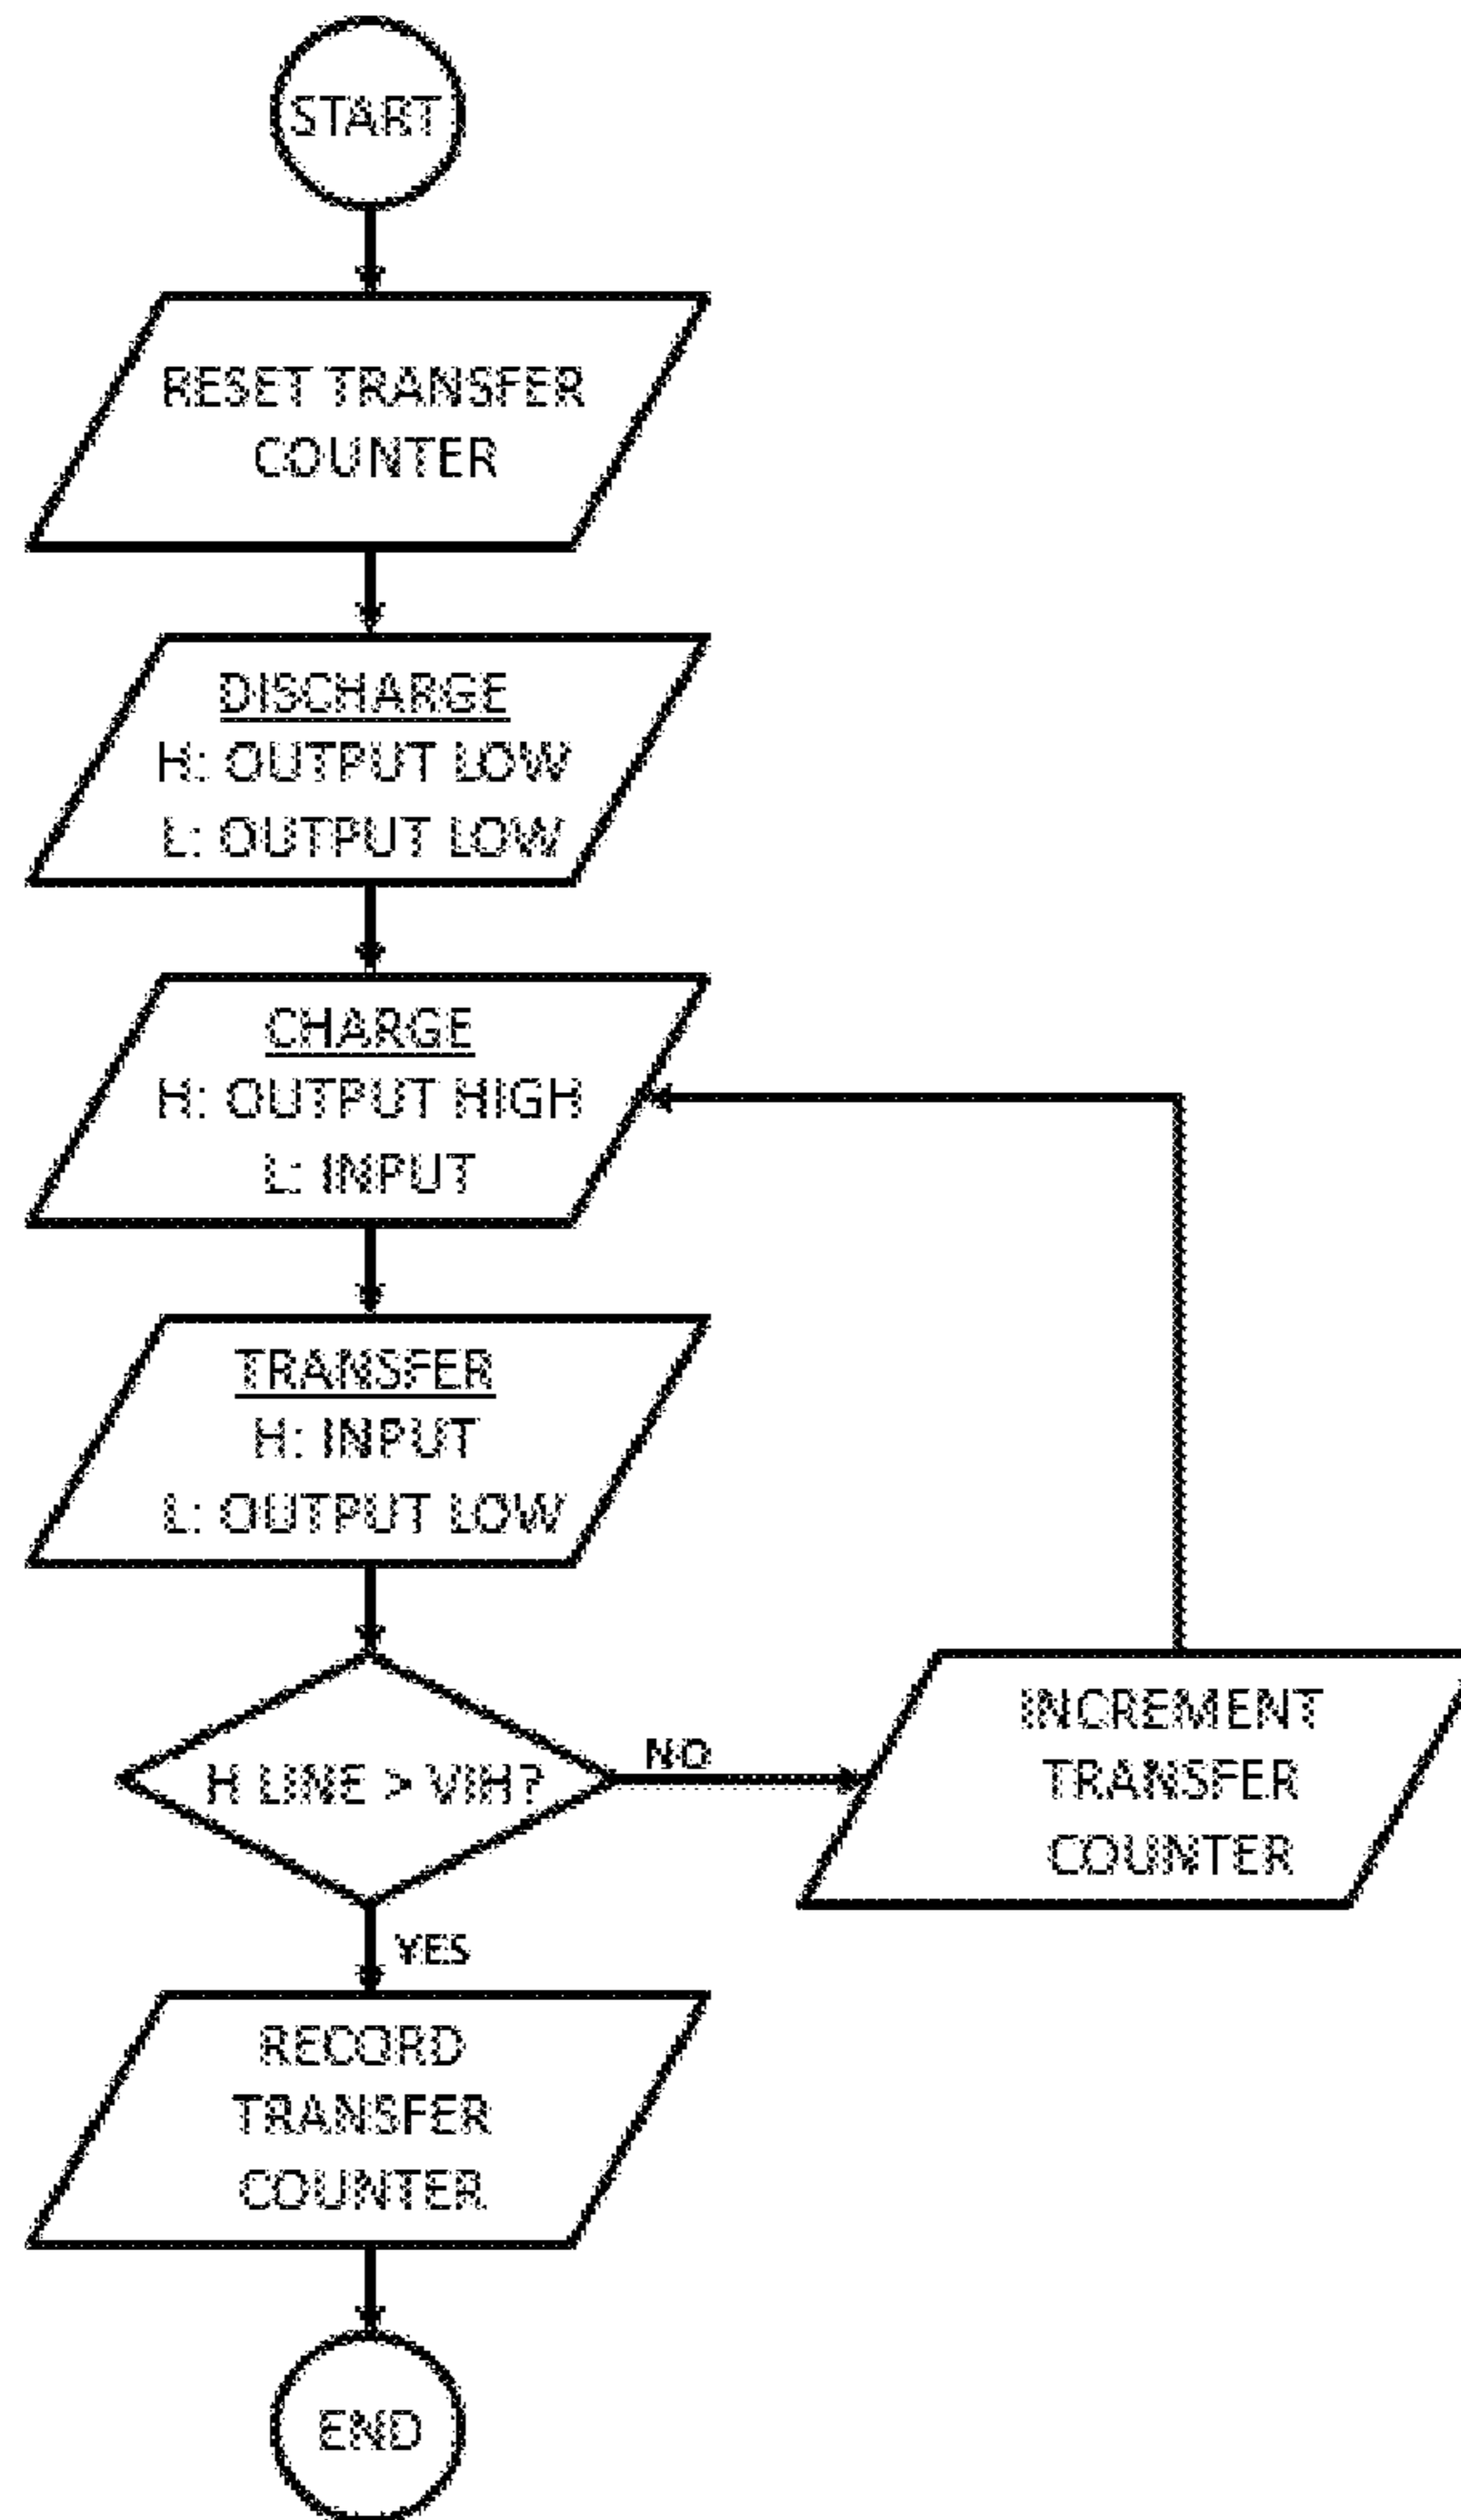 START
RESET TRANSFER
COUNTER
DISCHARGE
H: OUTPUT LOW
L: OUTPUT LOW
CHARGE
H: OUTPUT HIGH
L: INPUT
TRANSFER
H: INPUT
L: OUTPUT LOW
H LINE > VIH?
NO
INCREMENT
TRANSFER
COUNTER
YES
RECORD
TRANSFER
COUNTER
END